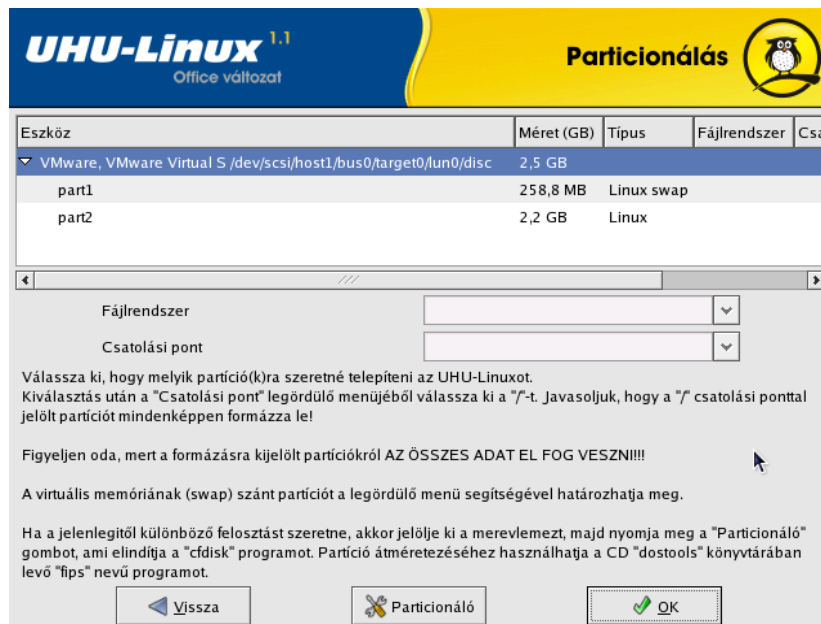 UHU-Linux 1.1
Office változat
Particionálás
Eszköz Méret (GB) Típus Fájlrendszer Csa
VMware, VMware Virtual S /dev/scsi/host1/bus0/target0/lun0/disc 2,5 GB
part1 258,8 MB Linux swap
part2 2,2 GB Linux
Fájlrendszer
Csatolási pont
Válassza ki, hogy melyik partíció(k)ra szeretné telepíteni az UHU-Linuxot.
Kiválasztás után a "Csatolási pont" legördülő menüjéből válassza ki a "/"-t. Javasoljuk, hogy a "/" csatolási ponttal
jelölt partíciót mindenképpen formázza le!
Figyeljen oda, mert a formázásra kijelölt partíciókról AZ ÖSSZES ADAT EL FOG VESZNI!!!
A virtuális memóriának (swap) szánt partíciót a legördülő menü segítségével határozhatja meg.
Ha a jelenlegitől különböző felosztást szeretne, akkor jelölje ki a merevlemezt, majd nyomja meg a "Particionáló"
gombot, ami elindítja a "cfdisk" programot. Partíció átméretezéséhez használhatja a CD "dostools" könyvtárában
levő "fips" nevű programot.
Vissza Particionáló OK